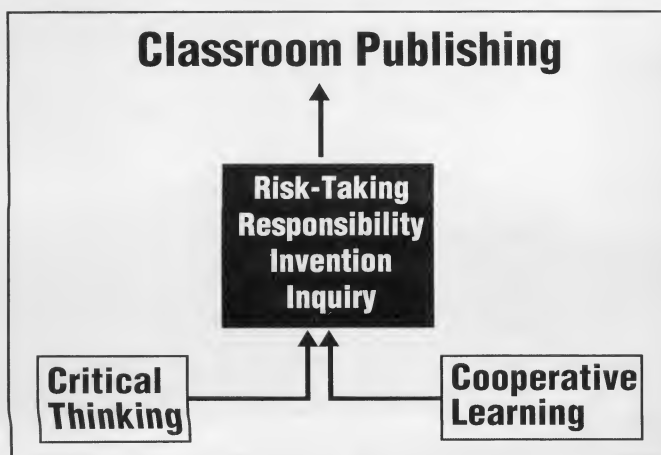 Classroom Publishing
Risk-Taking
Responsibility
Invention
Inquiry
Critical
Thinking
Cooperative
Learning